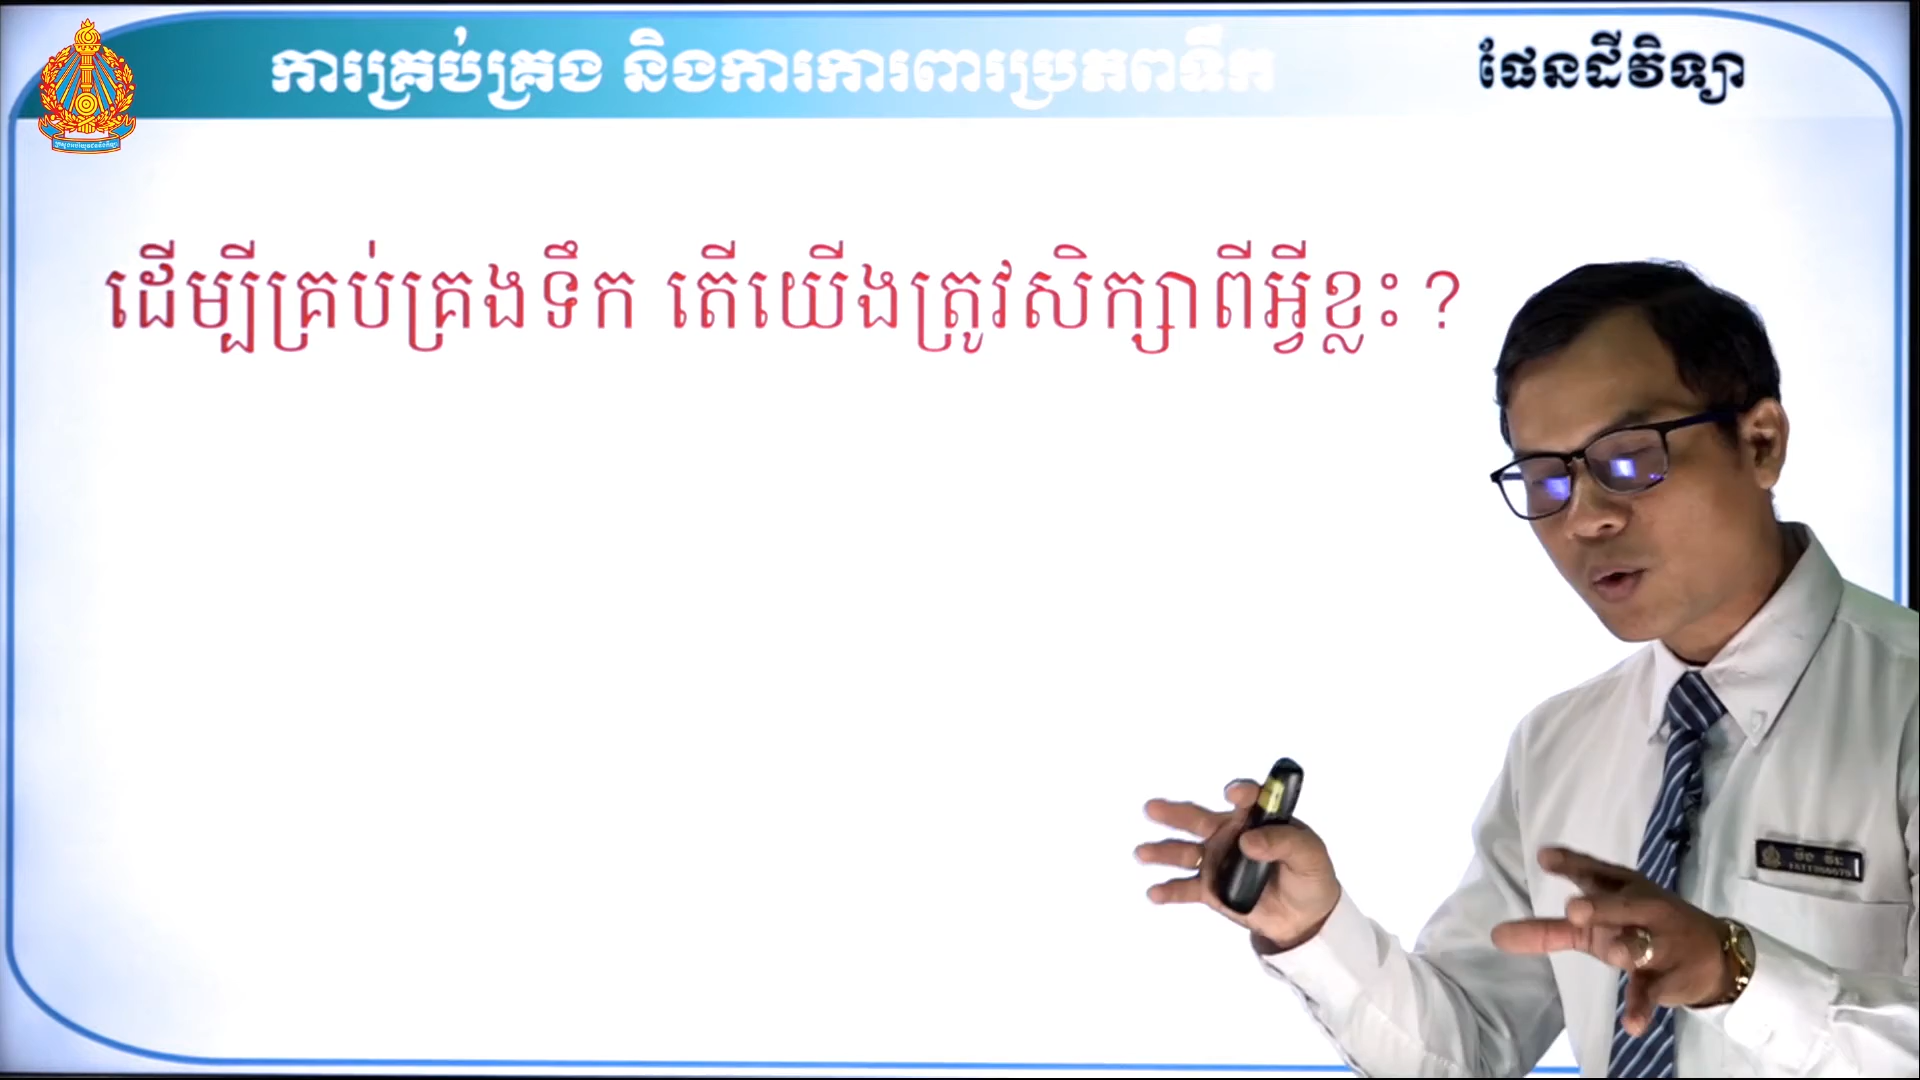 ការគ្រប់គ្រង និងការការពារប្រភពទឹក
ផែនដីវិទ្យា
ដើម្បីគ្រប់គ្រងទឹក តើយើងត្រូវសិក្សាពីអ្វីខ្លះ?